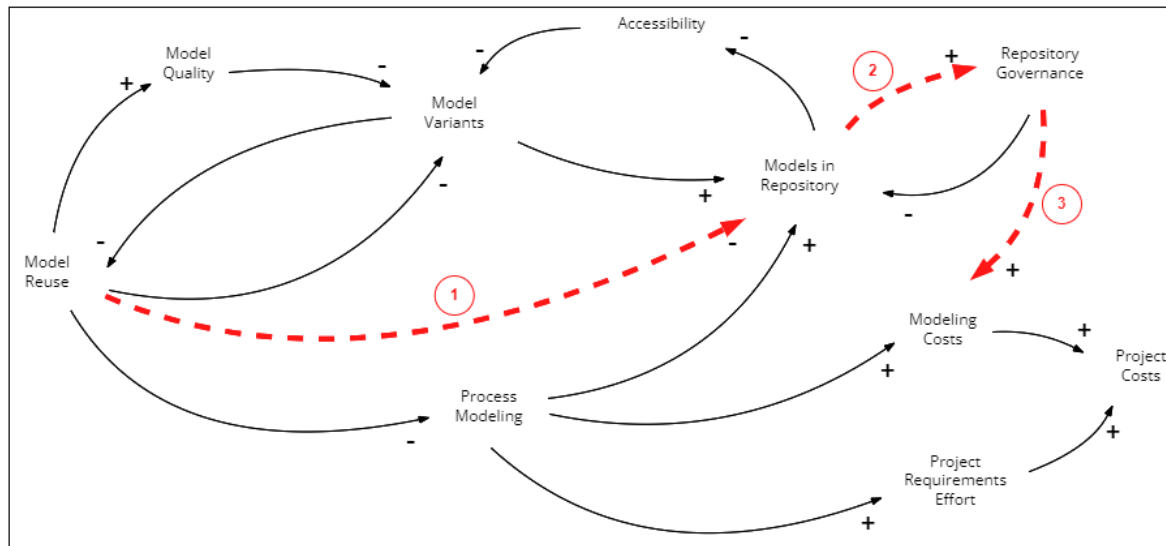 Accessibility
-
-
+
2
Repository
Governance
Model
Quality
+
-
Model
Variants
-
Models in
Repository
+
-
-
+
3
-
Model
Reuse
+
1
Modeling
Costs
+
+
Project
Costs
Process
Modeling
-
+
+
Project
Requirements
Effort
+